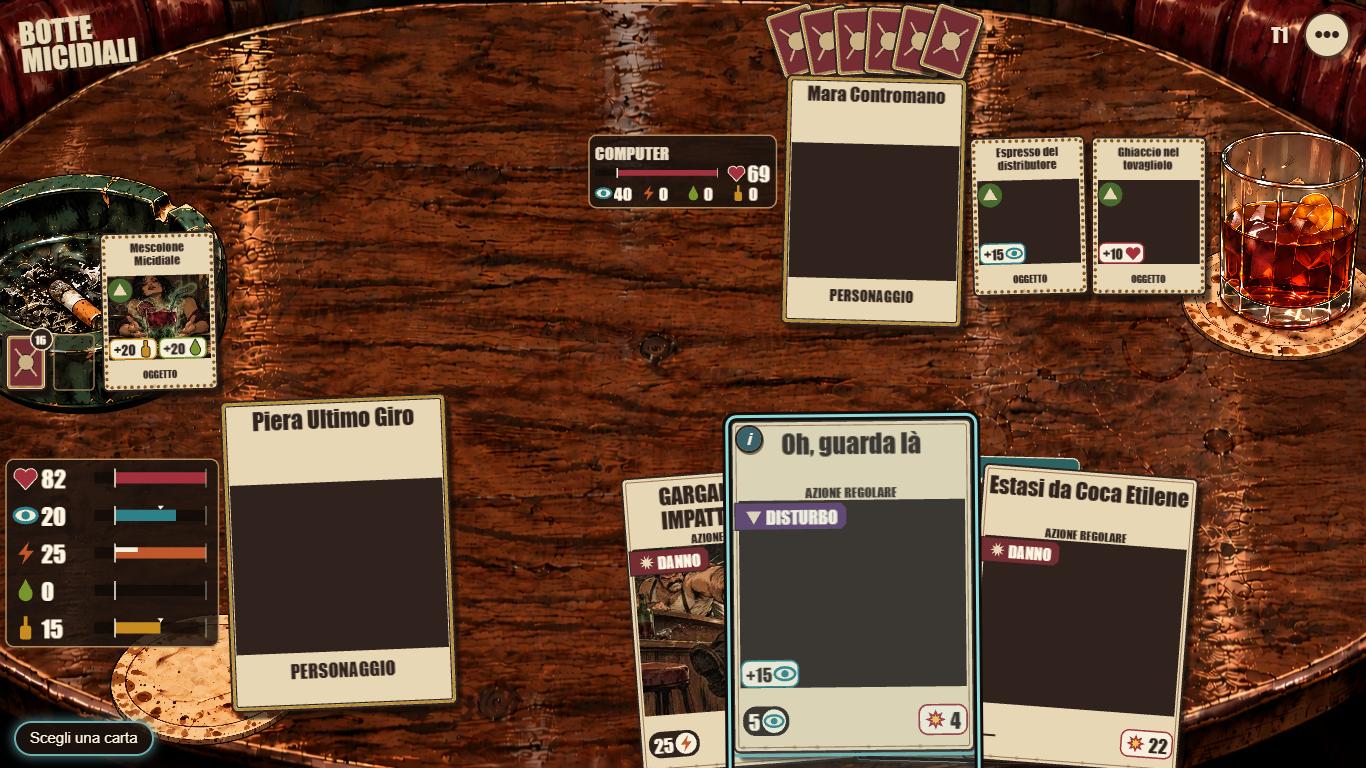 BOTTE
MICIDIALI
T1
Mara Contromano
PERSONAGGIO
COMPUTER
69
40
0
0
0
Espresso del
distributore
+15
OGGETTO
Ghiaccio nel
tovagliolo
+10
OGGETTO
Mescolone
Micidiale
+20
+20
OGGETTO
16
82
20
25
0
15
Piera Ultimo Giro
PERSONAGGIO
DANNO
25
i
Oh, guarda là
AZIONE REGOLARE
DISTURBO
+15
5
4
Estasi da Coca Etilene
AZIONE REGOLARE
DANNO
22
Scegli una carta